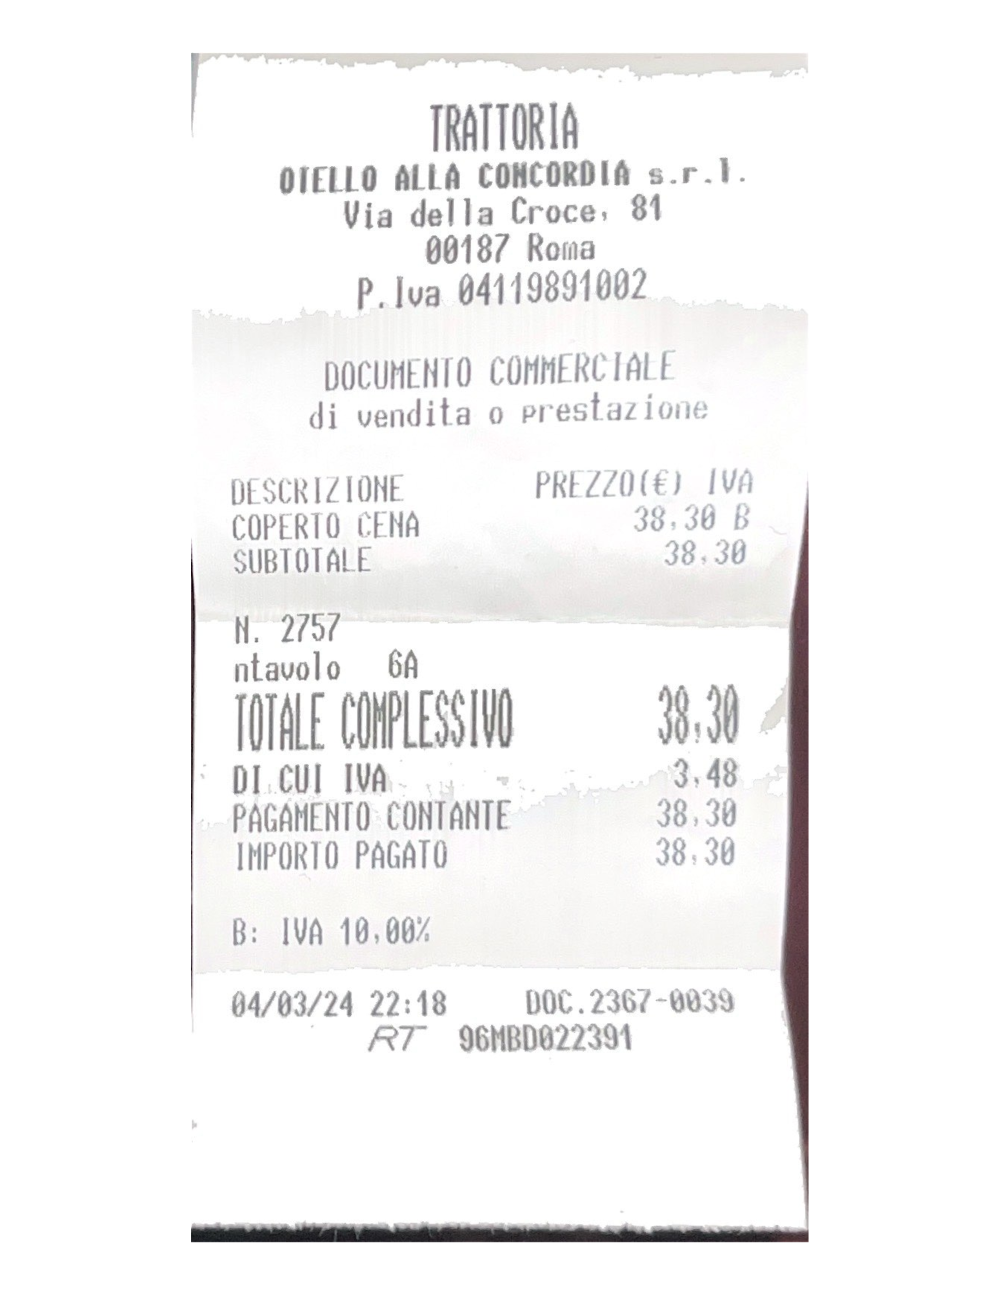 TRATTORIA
OTELLO ALLA CONCORDIA s.r.l.
Via della Croce, 81
00187 Roma
P.Iva 04119891002
DOCUMENTO COMMERCIALE
di vendita o prestazione
DESCRIZIONE PREZZO(€) IVA
COPERTO CENA 38,30 B
SUBTOTALE 38,30
N. 2757
ntavolo 6A
TOTALE COMPLESSIVO 38,30
DI CUI IVA 3,48
PAGAMENTO CONTANTE 38,30
IMPORTO PAGATO 38,30
B: IVA 10,00%
04/03/24 22:18 DOC.2367-0039
RT 96MBD022391